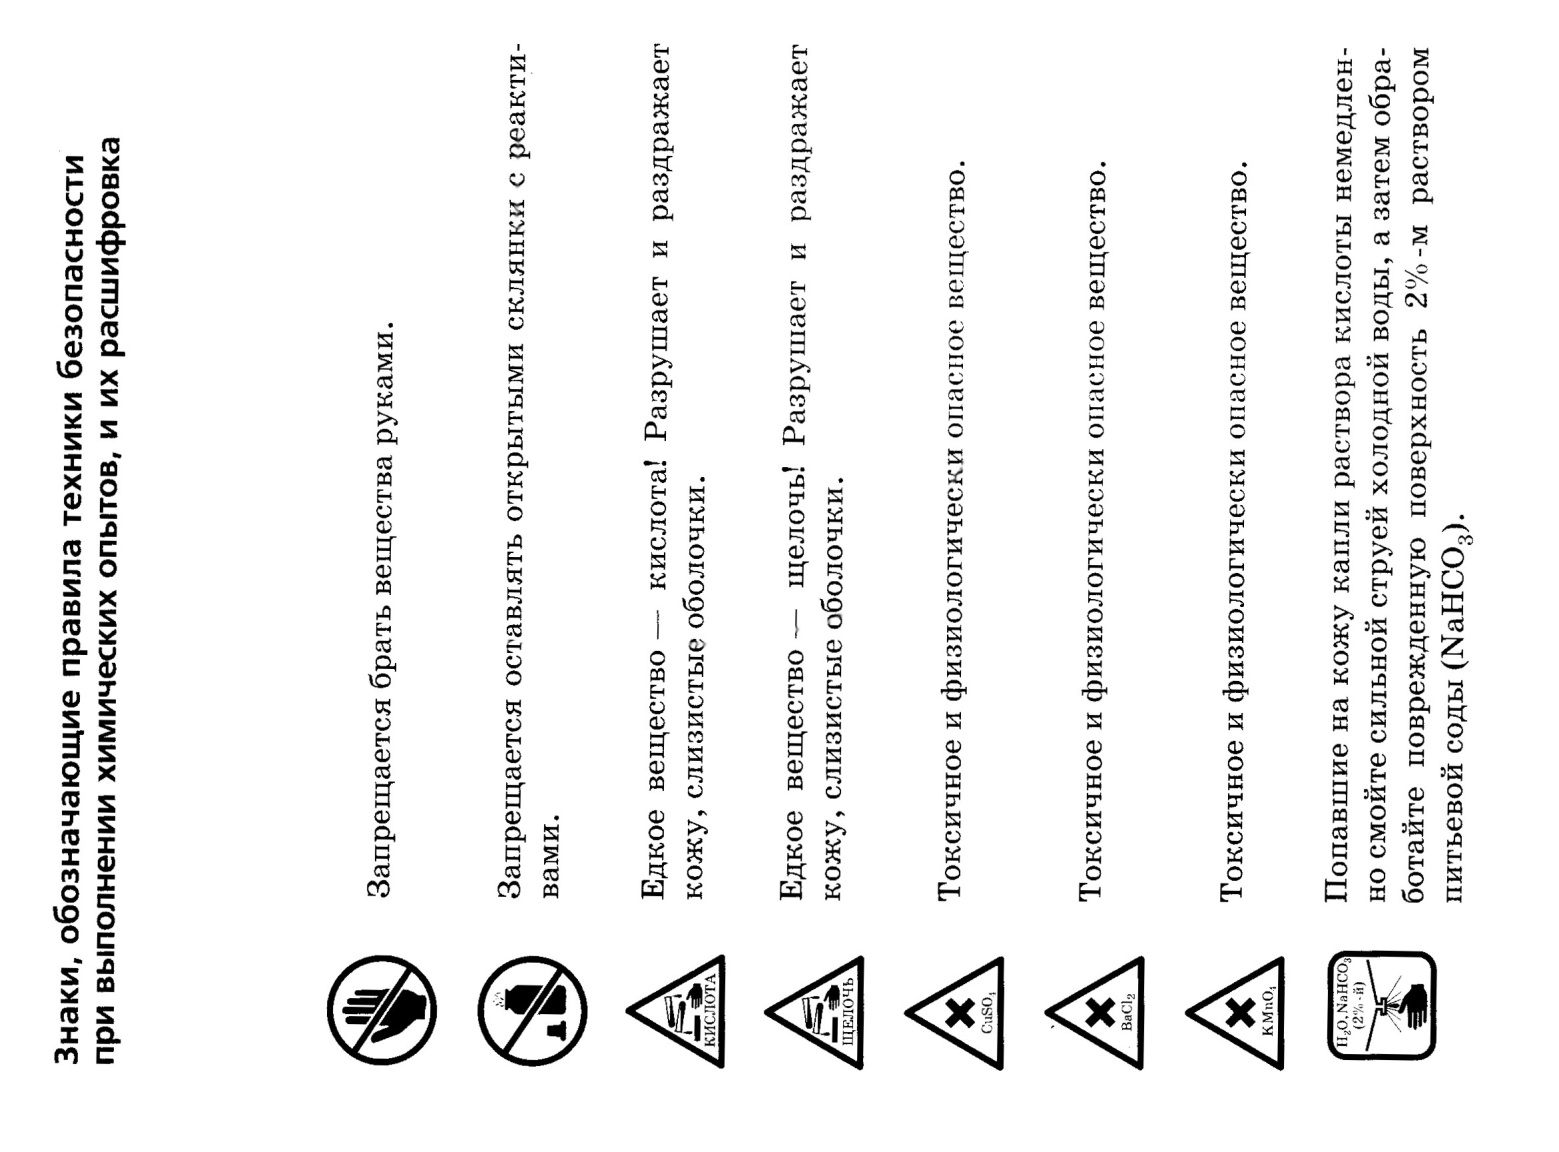 Знаки, обозначающие правила техники безопасности
при выполнении химических опытов, и их расшифровка
Запрещается брать вещества руками.
Запрещается оставлять открытыми склянки с реакти-
вами.
КИСЛОТА
Едкое вещество — кислота! Разрушает и раздражает
кожу, слизистые оболочки.
ЩЕЛОЧЬ
Едкое вещество — щелочь! Разрушает и раздражает
кожу, слизистые оболочки.
CuSO₄
Токсичное и физиологически опасное вещество.
BaCl₂
Токсичное и физиологически опасное вещество.
KMnO₄
Токсичное и физиологически опасное вещество.
H₂O, NaHCO₃
(2%-й)
Попавшие на кожу капли раствора кислоты немедлен-
но смойте сильной струей холодной воды, а затем обра-
ботайте поврежденную поверхность 2%-м раствором
питьевой соды (NaHCO₃).